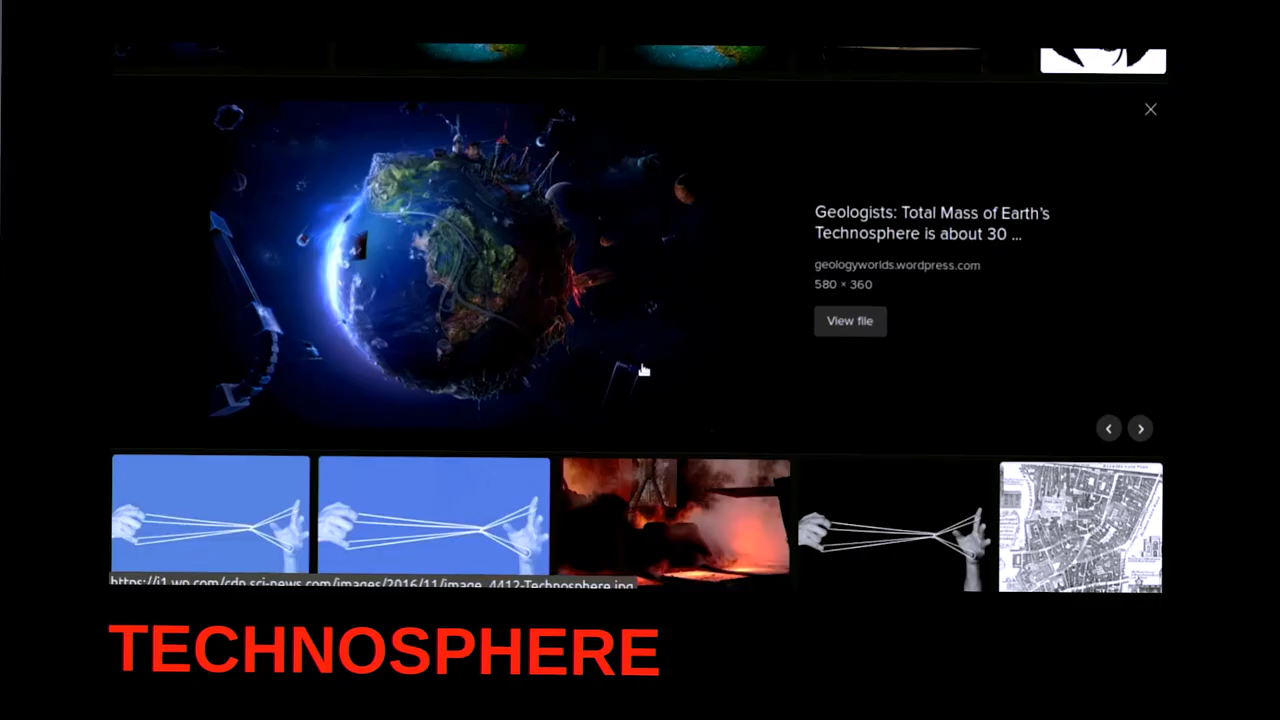 Geologists: Total Mass of Earth's
Technosphere is about 30 ...
geologyworlds.wordpress.com
580 × 360
View file
https://i1.wp.com/cdn.sci-news.com/images/2016/11/image_4412-Technosphere.jpg
TECHNOSPHERE